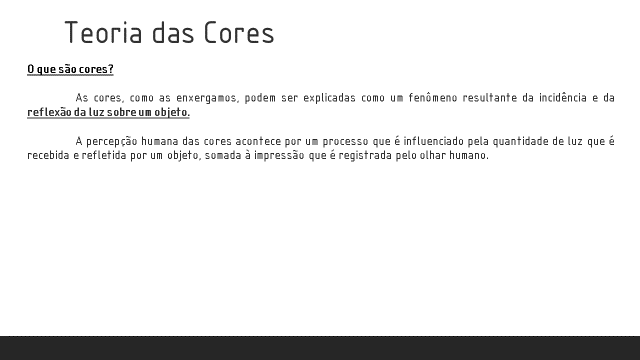 Teoria das Cores
O que são cores?
As cores, como as enxergamos, podem ser explicadas como um fenômeno resultante da incidência e da
reflexão da luz sobre um objeto.
A percepção humana das cores acontece por um processo que é influenciado pela quantidade de luz que é
recebida e refletida por um objeto, somada à impressão que é registrada pelo olhar humano.